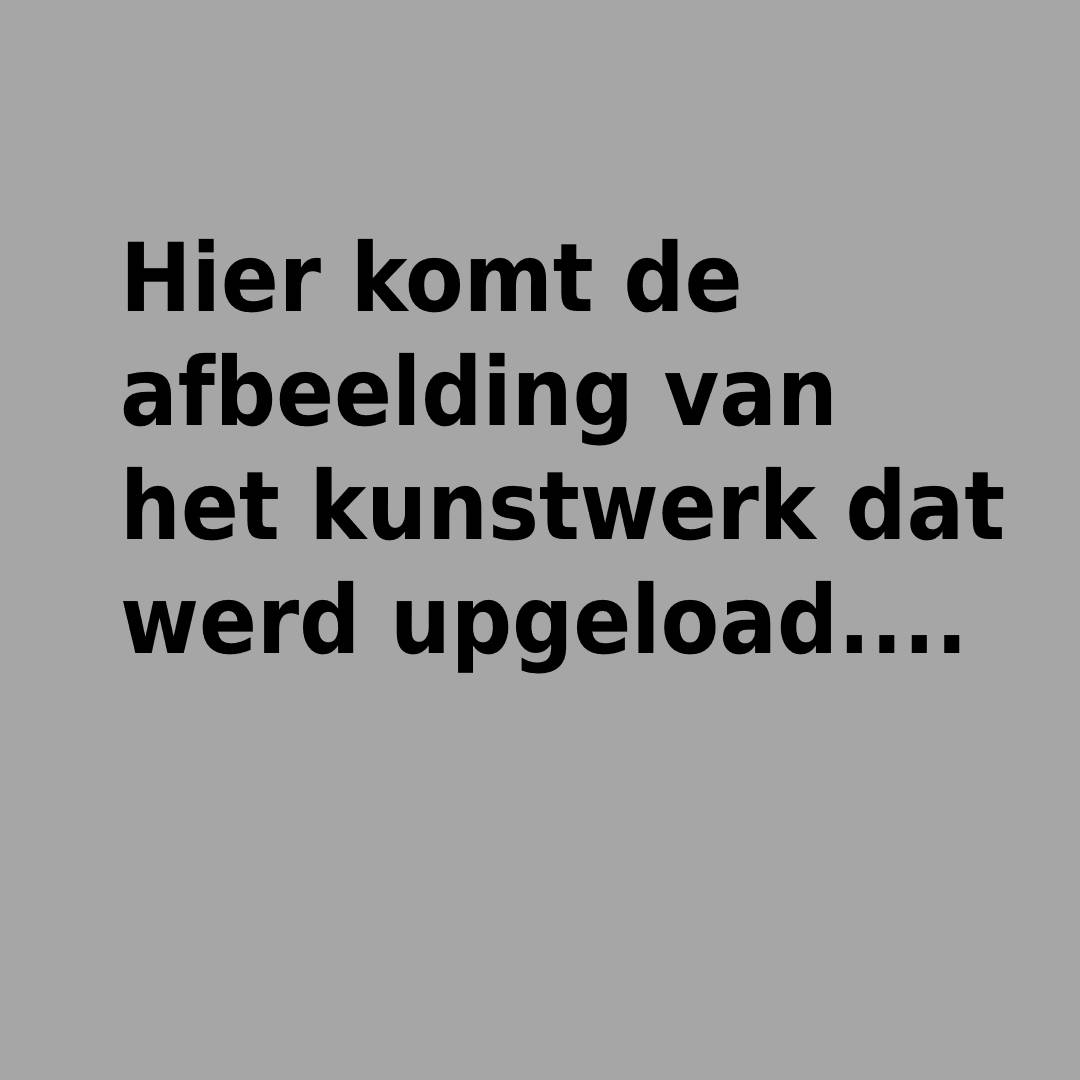 Hier komt de
afbeelding van
het kunstwerk dat
werd upgeload....